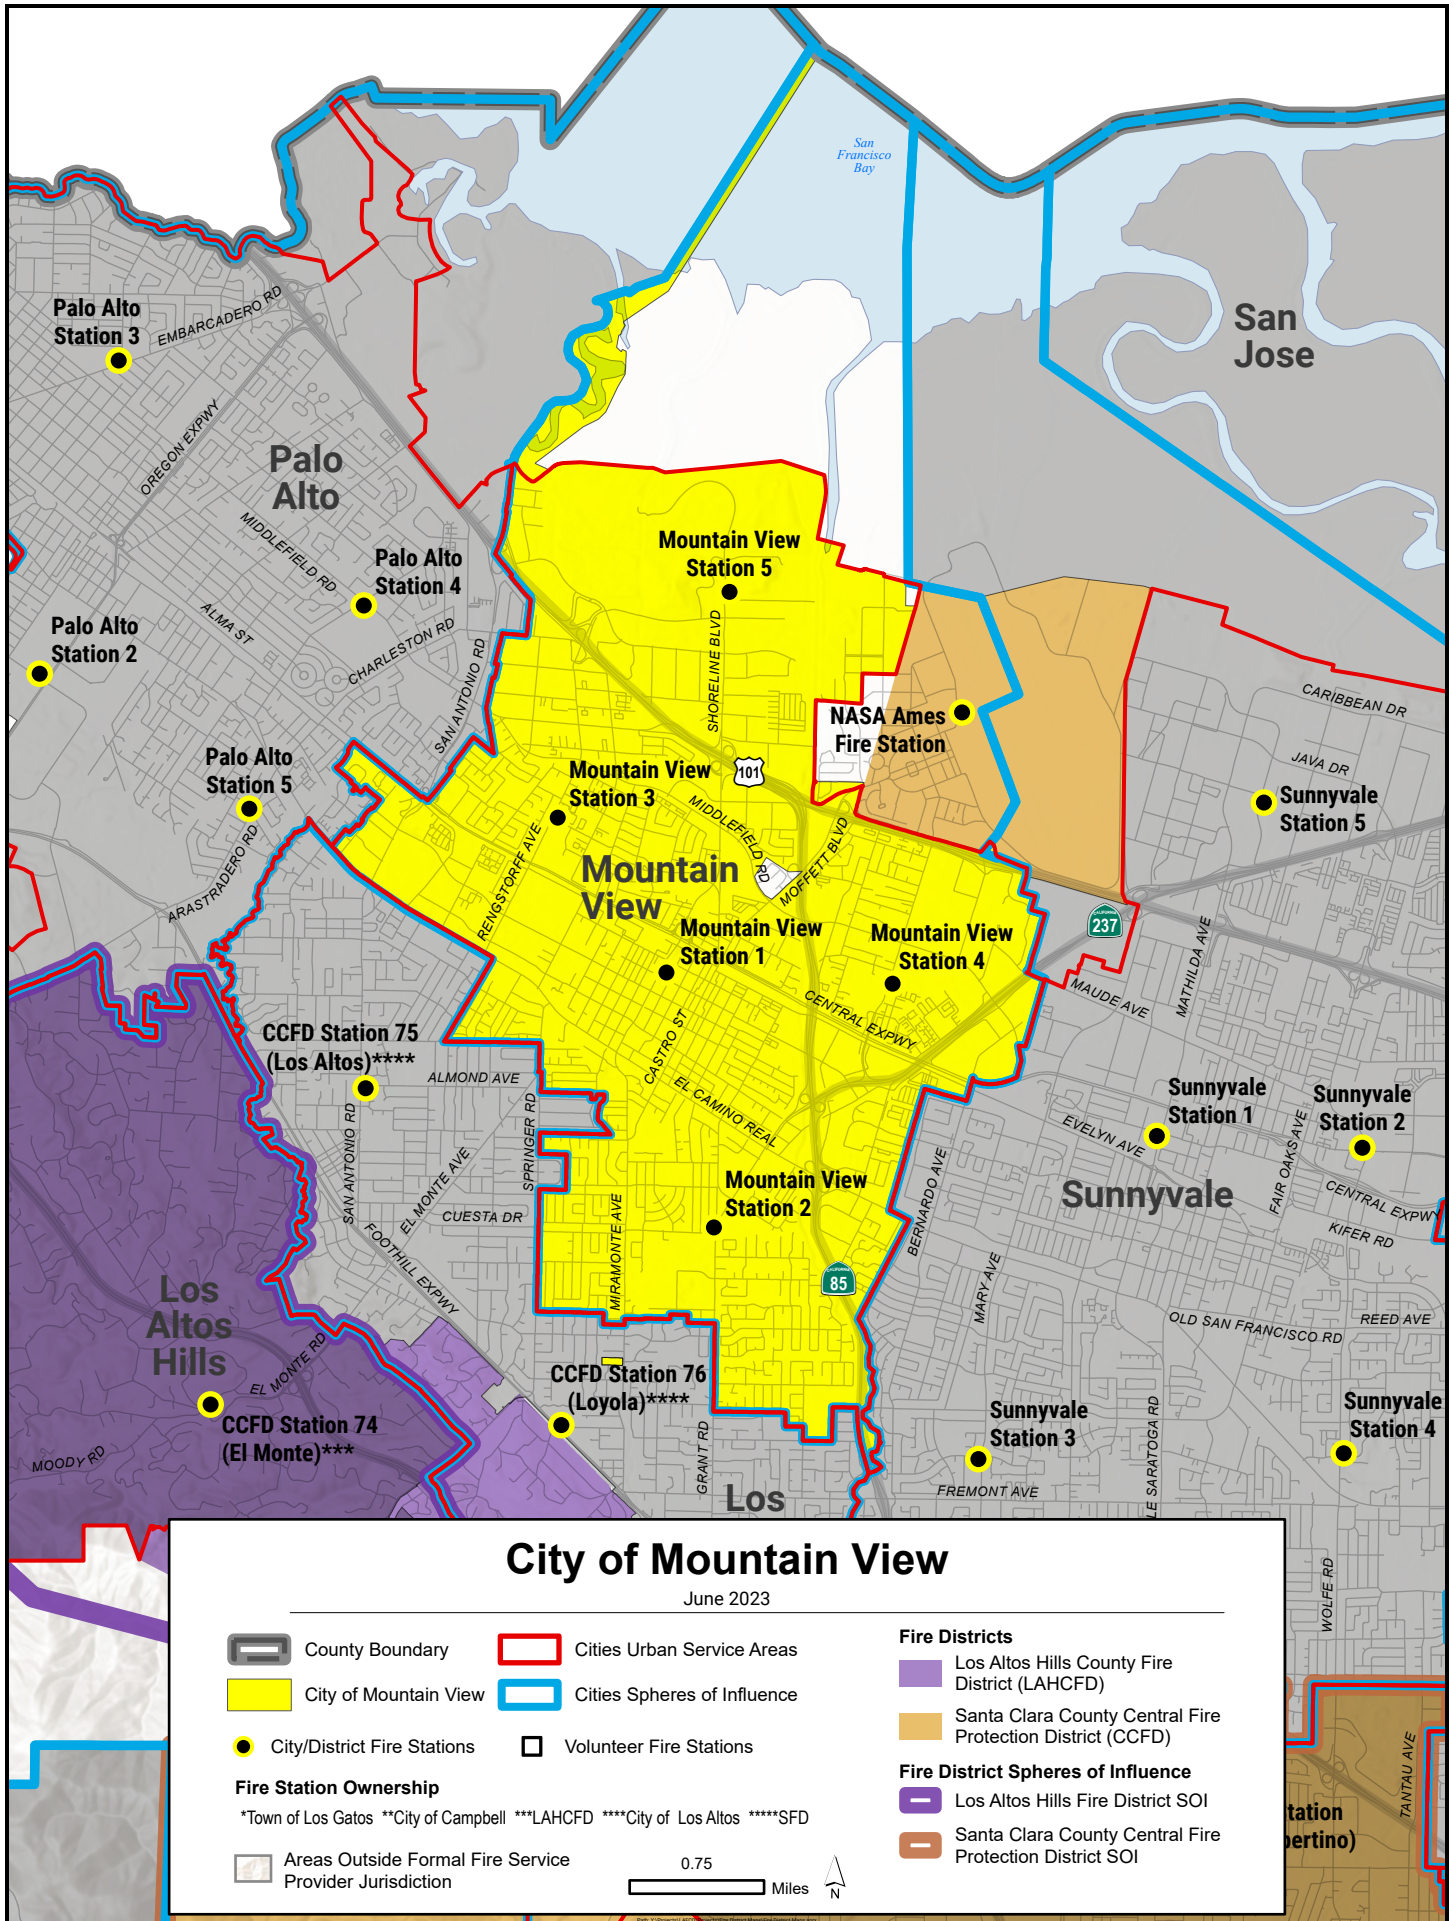 San
Francisco
Bay
San
Jose
Palo Alto
Station 3
EMBARCADERO RD
OREGON EXPWY
Palo
Alto
MIDDLEFIELD RD
Palo Alto
Station 4
Mountain View
Station 5
ALMA ST
CHARLESTON RD
Palo Alto
Station 2
SAN ANTONIO RD
SHORELINE BLVD
CARIBBEAN DR
NASA Ames
Fire Station
Palo Alto
Station 5
Mountain View
Station 3
101
JAVA DR
Sunnyvale
Station 5
MIDDLEFIELD RD
MOFFETT BLVD
ARASTRADERO RD
RENGSTORFF AVE
Mountain
View
CALIFORNIA
237
Mountain View
Station 1
Mountain View
Station 4
MATHILDA AVE
MAUDE AVE
CENTRAL EXPWY
CASTRO ST
CCFD Station 75
(Los Altos)****
ALMOND AVE
EL CAMINO REAL
Sunnyvale
Station 1
Sunnyvale
Station 2
EVELYN AVE
FAIR OAKS AVE
SAN ANTONIO RD
EL MONTE AVE
SPRINGER RD
CUESTA DR
Mountain View
Station 2
BERNARDO AVE
Sunnyvale
CENTRAL EXPWY
KIFER RD
FOOTHILL EXPWY
MIRAMONTE AVE
CALIFORNIA
85
MARY AVE
OLD SAN FRANCISCO RD
REED AVE
Los
Altos
Hills
EL MONTE RD
CCFD Station 76
(Loyola)****
CCFD Station 74
(El Monte)***
MOODY RD
GRANT RD
Sunnyvale
Station 3
Sunnyvale
Station 4
FREMONT AVE
LE SARATOGA RD
Los
WOLFE RD
TANTAU AVE
tation
pertino)
City of Mountain View
June 2023
County Boundary
Cities Urban Service Areas
City of Mountain View
Cities Spheres of Influence
City/District Fire Stations
Volunteer Fire Stations
Fire Station Ownership
*Town of Los Gatos **City of Campbell ***LAHCFD ****City of Los Altos *****SFD
Areas Outside Formal Fire Service
Provider Jurisdiction
0.75
Miles
N
Fire Districts
Los Altos Hills County Fire
District (LAHCFD)
Santa Clara County Central Fire
Protection District (CCFD)
Fire District Spheres of Influence
Los Altos Hills Fire District SOI
Santa Clara County Central Fire
Protection District SOI